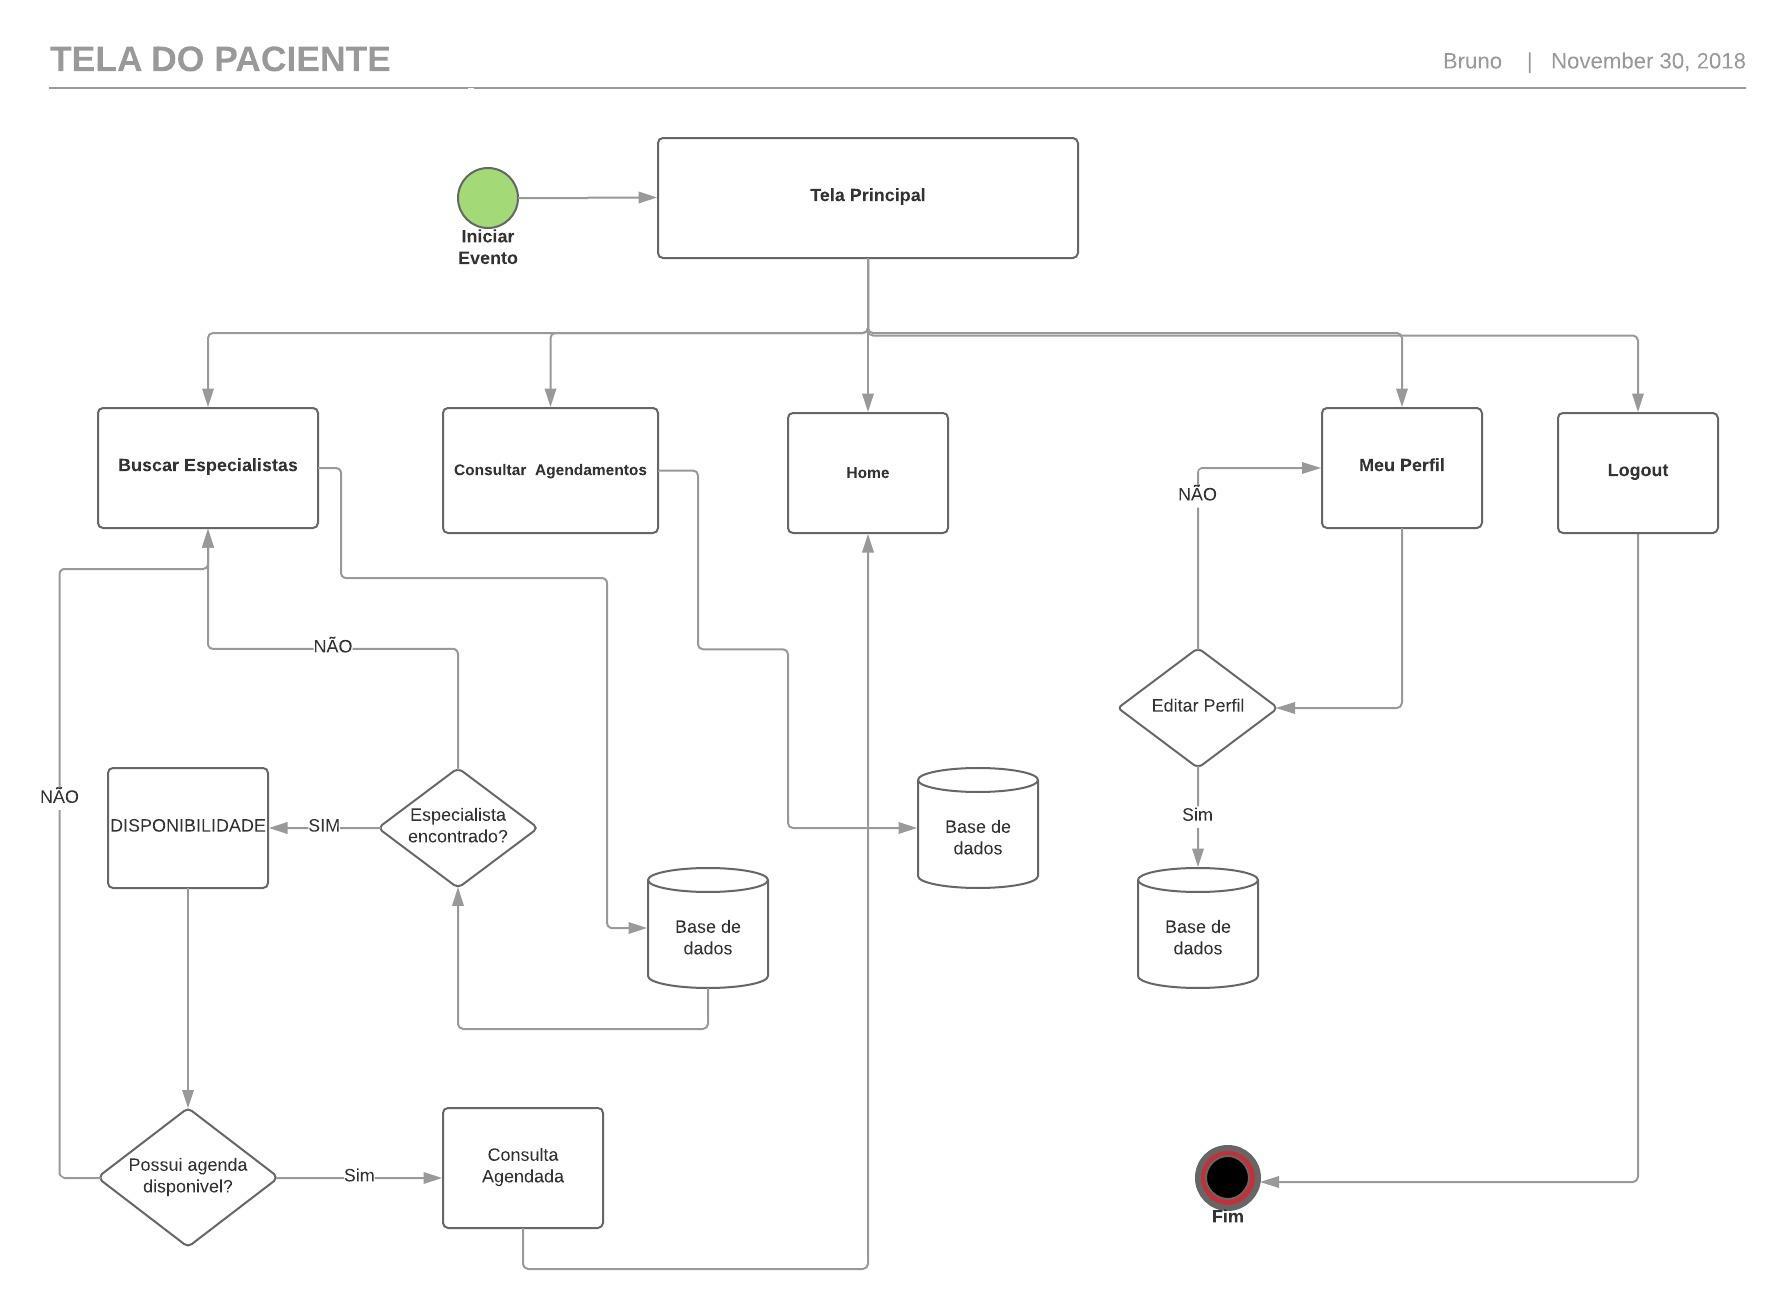 TELA DO PACIENTE
Bruno | November 30, 2018
Tela Principal
Iniciar
Evento
Buscar Especialistas
Consultar Agendamentos
Home
Meu Perfil
Logout
NÃO
NÃO
Editar Perfil
NÃO
DISPONIBILIDADE
SIM
Especialista
encontrado?
Base de
dados
Sim
Base de
dados
Base de
dados
Possui agenda
disponivel?
Sim
Consulta
Agendada
Fim